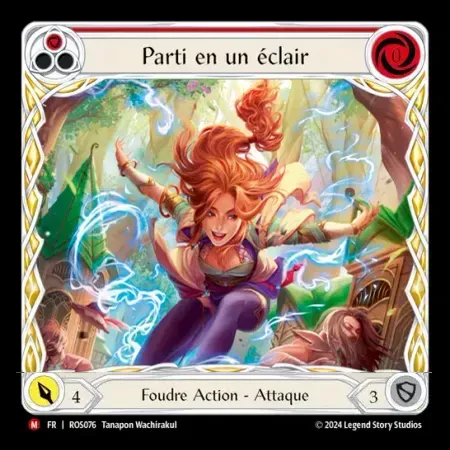 Parti en un éclair
0
4
Foudre Action - Attaque
3
M FR | ROS076 Tanapon Wachirakul
© 2024 Legend Story Studios